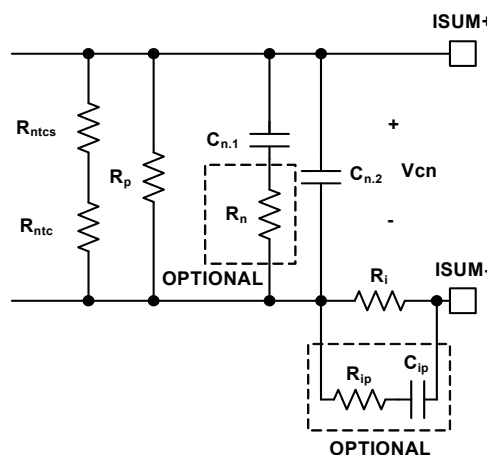 ISUM+
Rntcs
Cn.1
+
Rp
Cn.2
Vcn
Rntc
Rn
-
OPTIONAL
Ri
ISUM-
Rip
Cip
OPTIONAL